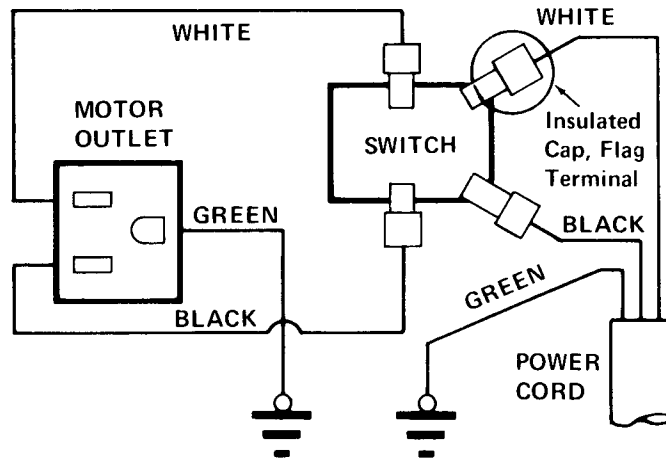 WHITE
WHITE
MOTOR
OUTLET
SWITCH
Insulated
Cap, Flag
Terminal
GREEN
BLACK
GREEN
BLACK
POWER
CORD